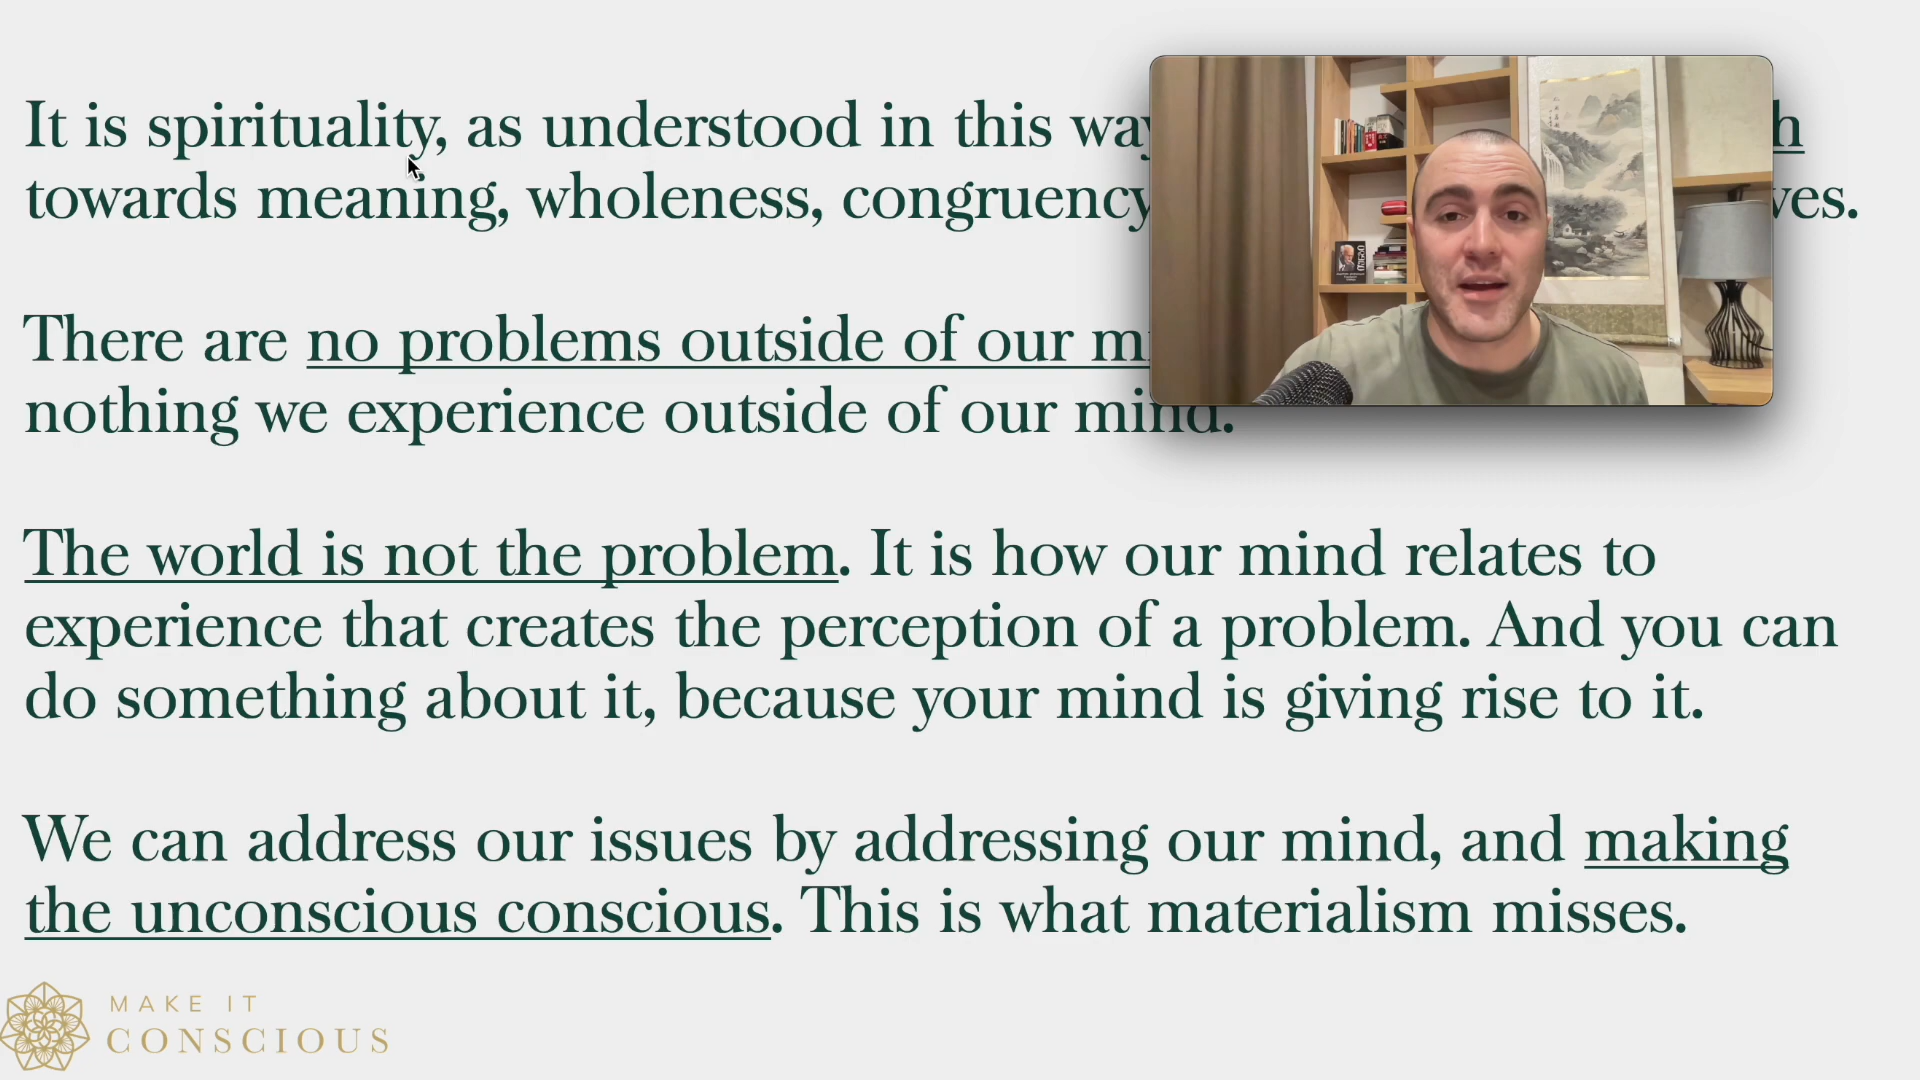 It is spirituality, as understood in this way
towards meaning, wholeness, congruency
There are no problems outside of our
nothing we experience outside of our mind.
The world is not the problem. It is how our mind relates to
experience that creates the perception of a problem. And you can
do something about it, because your mind is giving rise to it.
We can address our issues by addressing our mind, and making
the unconscious conscious. This is what materialism misses.
MAKE IT
CONSCIOUS